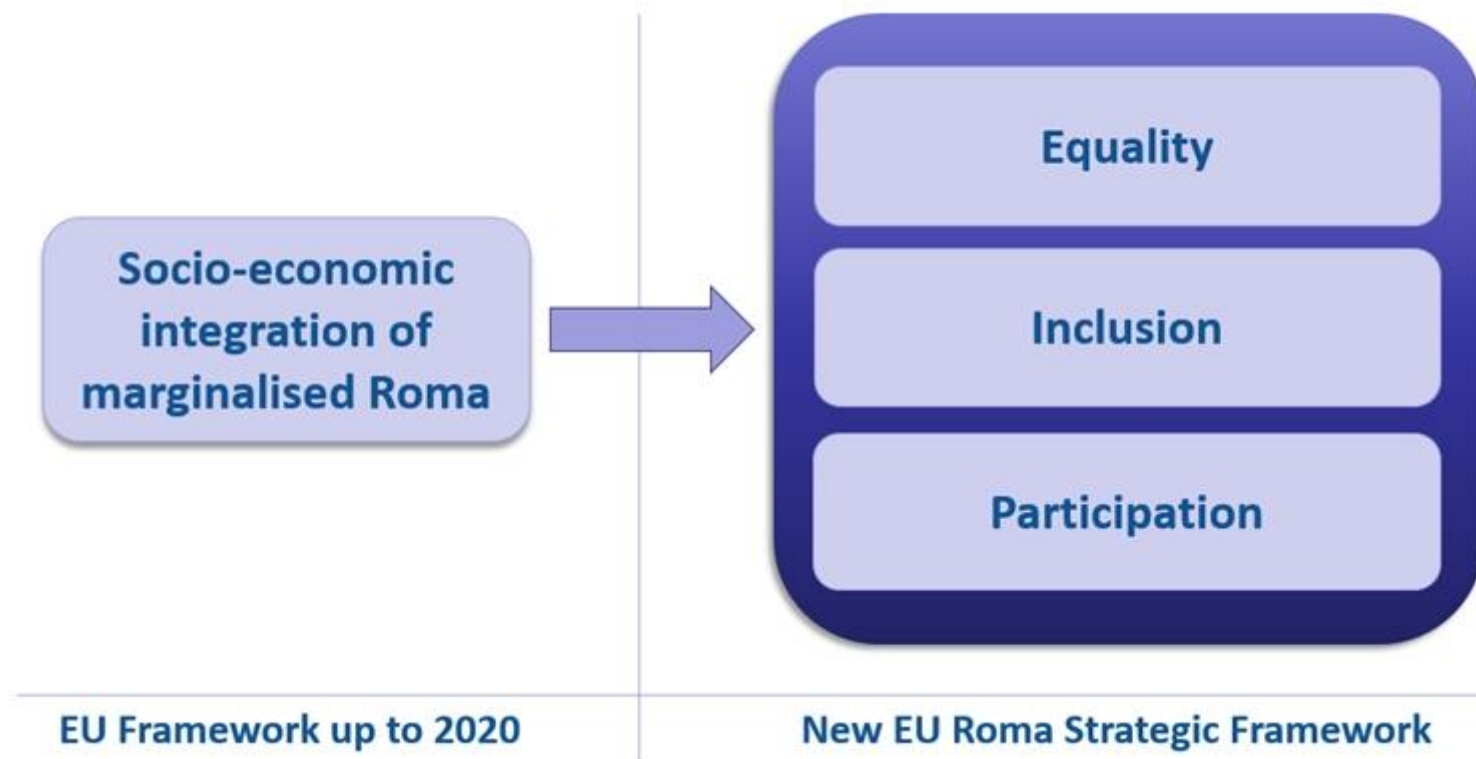 Socio-economic
integration of
marginalised Roma
Equality
Inclusion
Participation
EU Framework up to 2020
New EU Roma Strategic Framework